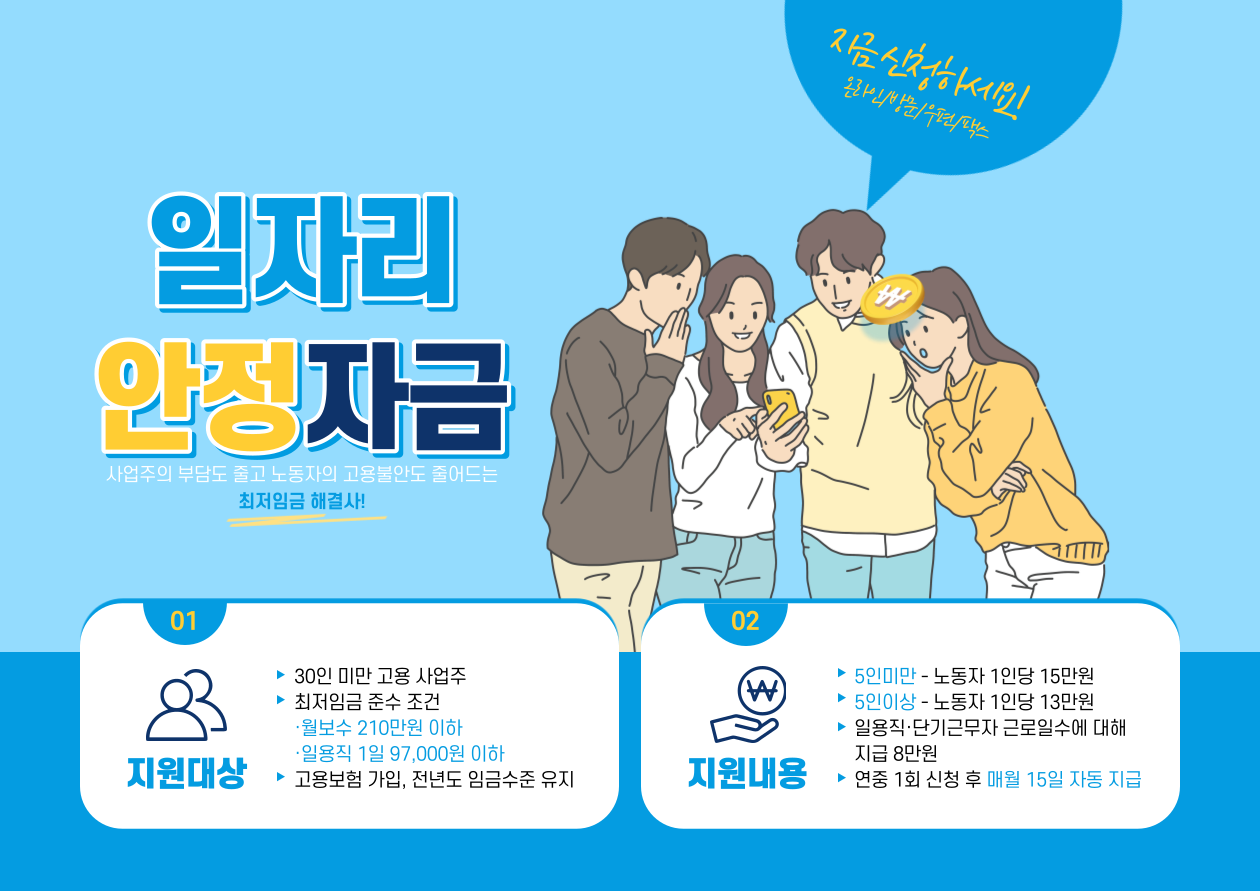 지금 신청하세요!
온라인/방문/우편/팩스
일자리
안정자금
사업주의 부담도 줄고 노동자의 고용불안도 줄어드는
최저임금 해결사!
01
지원대상
▶ 30인 미만 고용 사업주
▶ 최저임금 준수 조건
·월보수 210만원 이하
·일용직 1일 97,000원 이하
▶ 고용보험 가입, 전년도 임금수준 유지
02
지원내용
▶ 5인미만 - 노동자 1인당 15만원
▶ 5인이상 - 노동자 1인당 13만원
▶ 일용직·단기근무자 근로일수에 대해
지급 8만원
▶ 연중 1회 신청 후 매월 15일 자동 지급